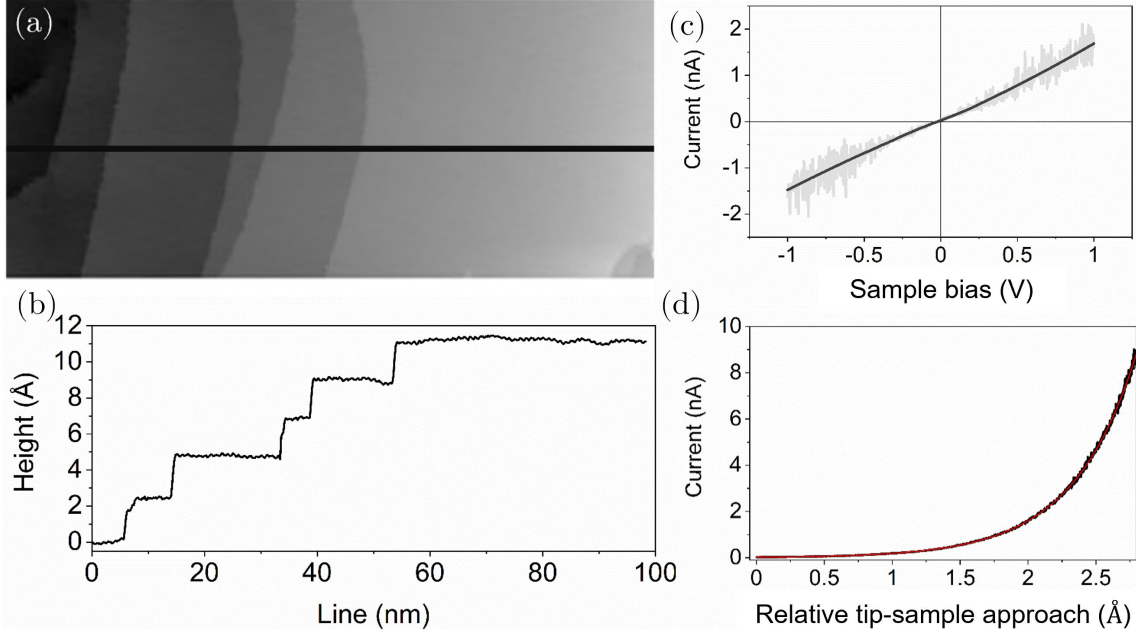 (a)
(b)
12
10
8
6
4
2
0
Height (Å)
0 20 40 60 80 100
Line (nm)
(c)
2
1
0
-1
-2
Current (nA)
-1 -0.5 0 0.5 1
Sample bias (V)
(d)
10
8
6
4
2
0
Current (nA)
0 0.5 1 1.5 2 2.5
Relative tip-sample approach (Å)